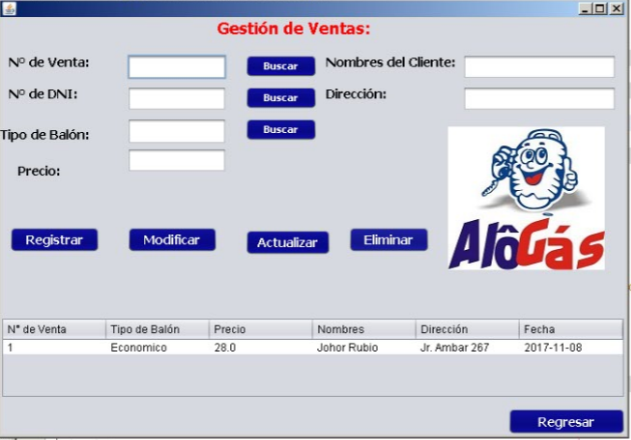 Gestión de Ventas:
Nº de Venta:
Buscar
Nombres del Cliente:
Nº de DNI:
Buscar
Dirección:
Tipo de Balón:
Buscar
Precio:
Registrar
Modificar
Actualizar
Eliminar
AlôGás
N° de Venta Tipo de Balón Precio Nombres Dirección Fecha
1 Economico 28.0 Johor Rubio Jr. Ambar 267 2017-11-08
Regresar